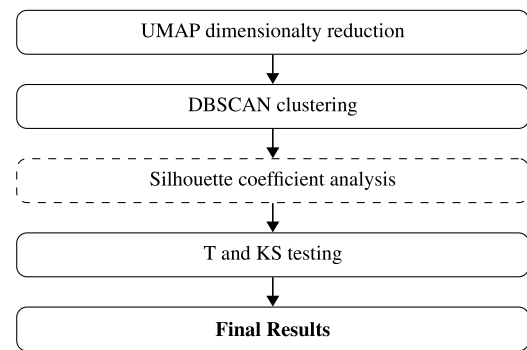 UMAP dimensionalty reduction
DBSCAN clustering
Silhouette coefficient analysis
T and KS testing
Final Results